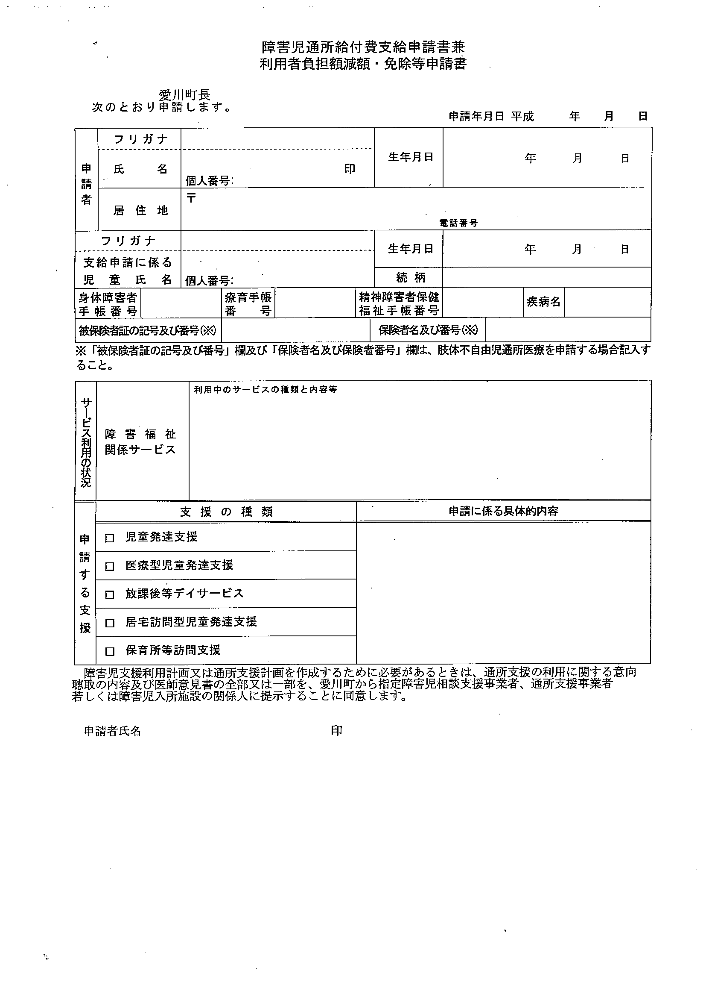 障害児通所給付費支給申請書兼
利用者負担額減額・免除等申請書
愛川町長
次のとおり申請します。
申請年月日 平成　　　年　　月　　日
申請者
フリガナ
氏　　名
印
個人番号：
生年月日
年　　月　　日
居　住　地
〒
電話番号
フリガナ
支給申請に係る
児　童　氏　名
個人番号：
生年月日
年　　月　　日
続　柄
身体障害者
手帳番号
療育手帳
番　　号
精神障害者保健
福祉手帳番号
疾病名
被保険者証の記号及び番号(※)
保険者名及び番号(※)
※「被保険者証の記号及び番号」欄及び「保険者名及び保険者番号」欄は、肢体不自由児通所医療を申請する場合記入す
ること。
サービス利用の状況
障　害　福　祉
関係サービス
利用中のサービスの種類と内容等
申請する支援
支　援　の　種　類
申請に係る具体的内容
□　児童発達支援
□　医療型児童発達支援
□　放課後等デイサービス
□　居宅訪問型児童発達支援
□　保育所等訪問支援
障害児支援利用計画又は通所支援計画を作成するために必要があるときは、通所支援の利用に関する意向
聴取の内容及び医師意見書の全部又は一部を、愛川町から指定障害児相談支援事業者、通所支援事業者
若しくは障害児入所施設の関係人に提示することに同意します。
申請者氏名　　　　　　　　印